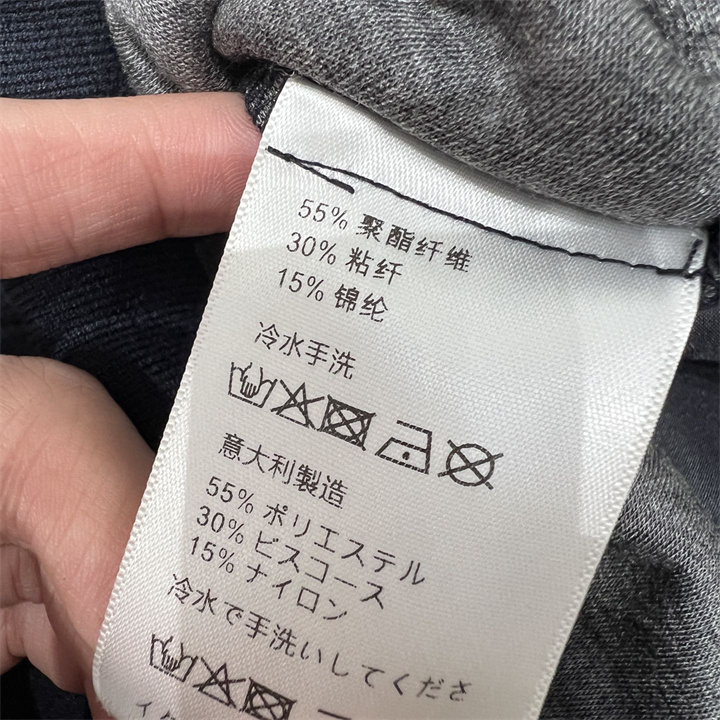 55% 聚酯纤维
30% 粘纤
15% 锦纶
冷水手洗
意大利製造
55% ポリエステル
30% ビスコース
15% ナイロン
冷水で手洗いしてくださ
イタ